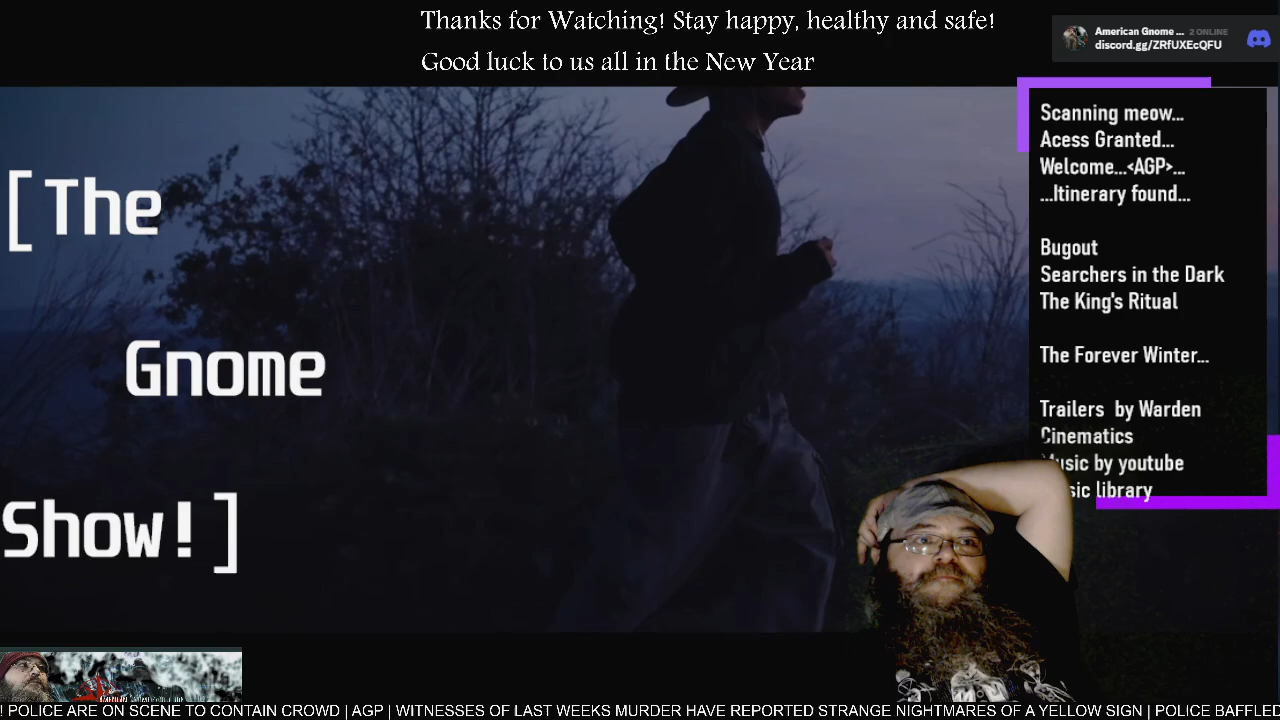 Thanks for Watching! Stay happy, healthy and safe!
Good luck to us all in the New Year
American Gnome ... 2 ONLINE
discord.gg/ZRfUXEcQFU
[The
Gnome
Show!]
Scanning meow...
Acess Granted...
Welcome...<AGP>...
...Itinerary found...
Bugout
Searchers in the Dark
The King's Ritual
The Forever Winter...
Trailers by Warden
Cinematics
Music by youtube
library
! POLICE ARE ON SCENE TO CONTAIN CROWD | AGP | WITNESSES OF LAST WEEKS MURDER HAVE REPORTED STRANGE NIGHTMARES OF A YELLOW SIGN | POLICE BAFFLED